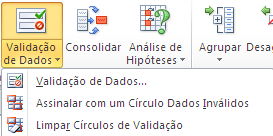 Validação de Dados
Consolidar
Análise de Hipóteses
Agrupar
Desa
Validação de Dados...
Assinalar com um Círculo Dados Inválidos
Limpar Círculos de Validação